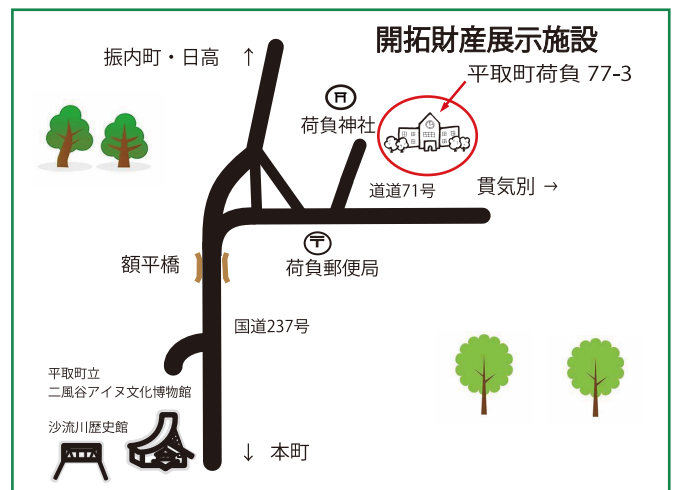 開拓財産展示施設
平取町荷負 77-3
振内町・日高 ↑
荷負神社
道道71号
貫気別 →
額平橋
荷負郵便局
国道237号
平取町立
二風谷アイヌ文化博物館
沙流川歴史館
↓ 本町